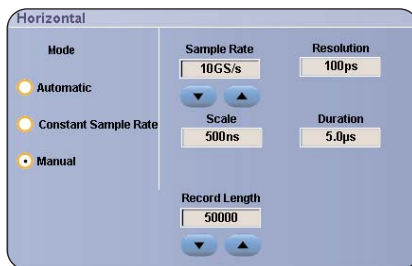 Horizontal
Mode
Automatic
Constant Sample Rate
Manual
Sample Rate
10GS/s
Resolution
100ps
Scale
500ns
Duration
5.0µs
Record Length
50000